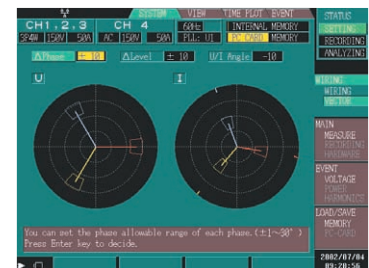 SYSTEM VIEW TIME PLOT EVENT
CH1,2,3 CH 4 60Hz INTERNAL MEMORY
3P4W 150V 50A AC 150V 50A PLL: U1 PC CARD MEMORY
STATUS
SETTING
RECORDING
ANALYZING
ΔPhase ± 10 ΔLevel ± 10 U/I Angle -10
U I
WIRING
WIRING
VECTOR
MAIN
MEASURE
RECORDING
HARDWARE
EVENT
VOLTAGE
POWER
HARMONICS
LOAD/SAVE
MEMORY
PC-CARD
You can set the phase allowable range of each phase.(±1~30°)
Press Enter key to decide.
2002/07/04
09:20:56